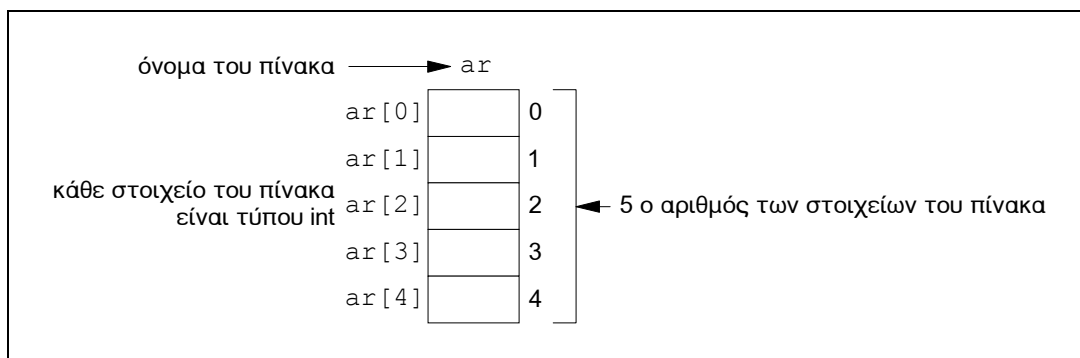 όνομα του πίνακα ar
ar[0] 0
ar[1] 1
κάθε στοιχείο του πίνακα
είναι τύπου int
ar[2] 2
5 ο αριθμός των στοιχείων του πίνακα
ar[3] 3
ar[4] 4